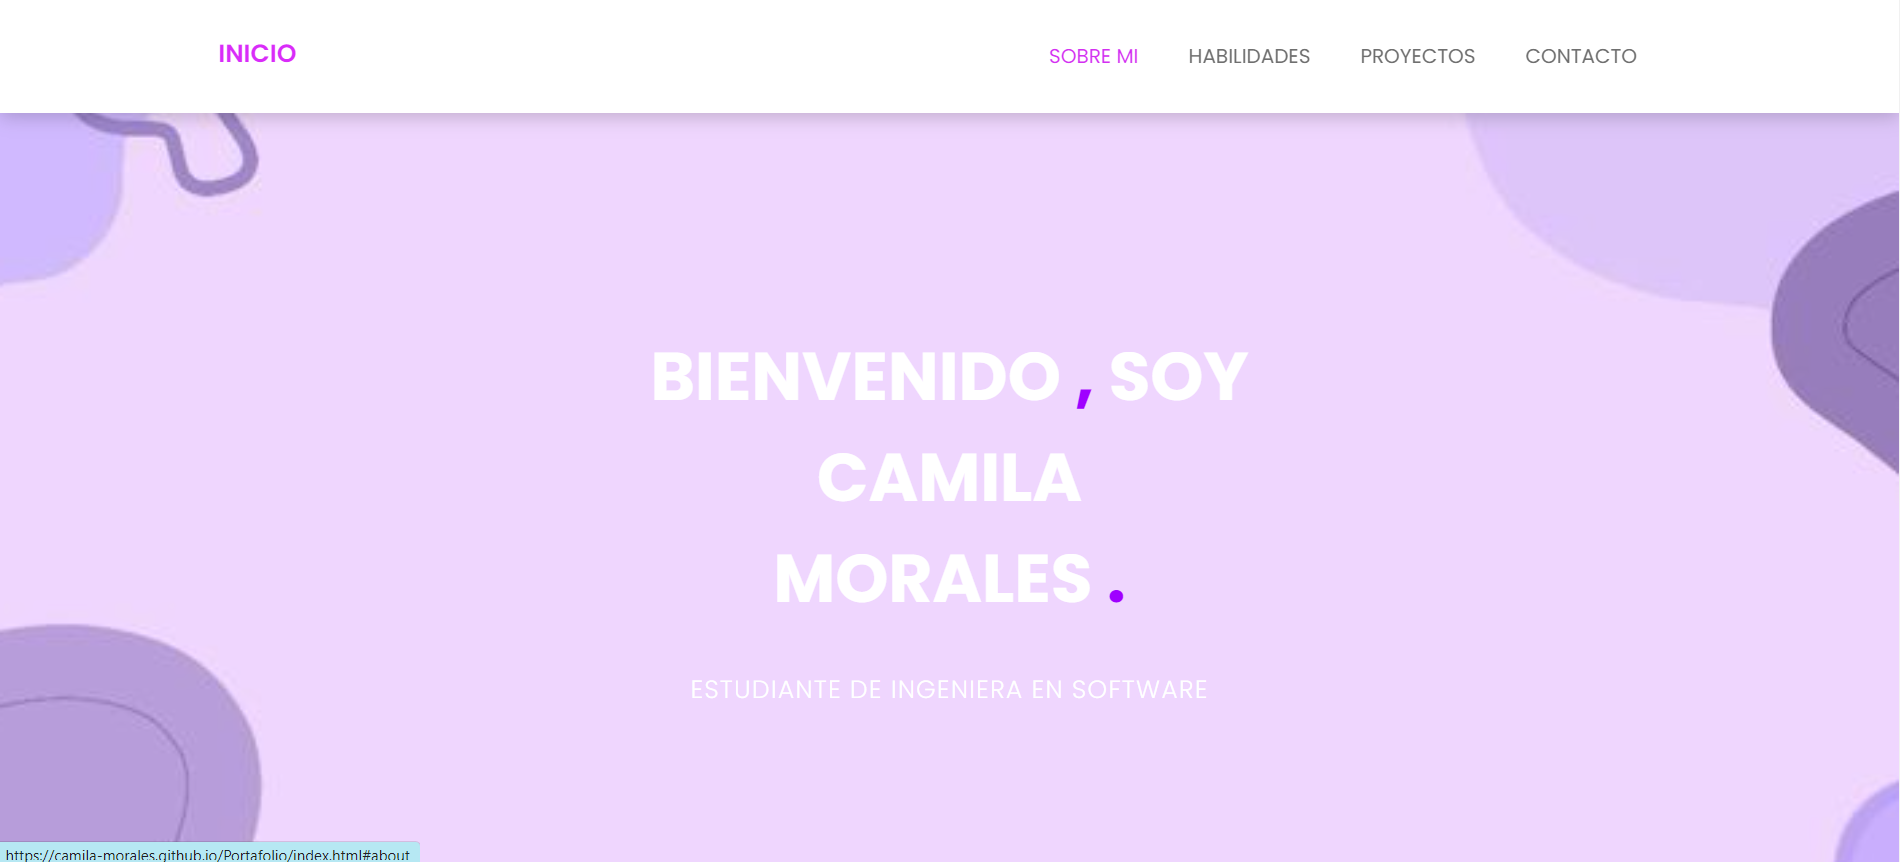 INICIO
SOBRE MI HABILIDADES PROYECTOS CONTACTO
BIENVENIDO , SOY
CAMILA
MORALES .
ESTUDIANTE DE INGENIERA EN SOFTWARE
https://camila-morales.github.io/Portafolio/index.html#about